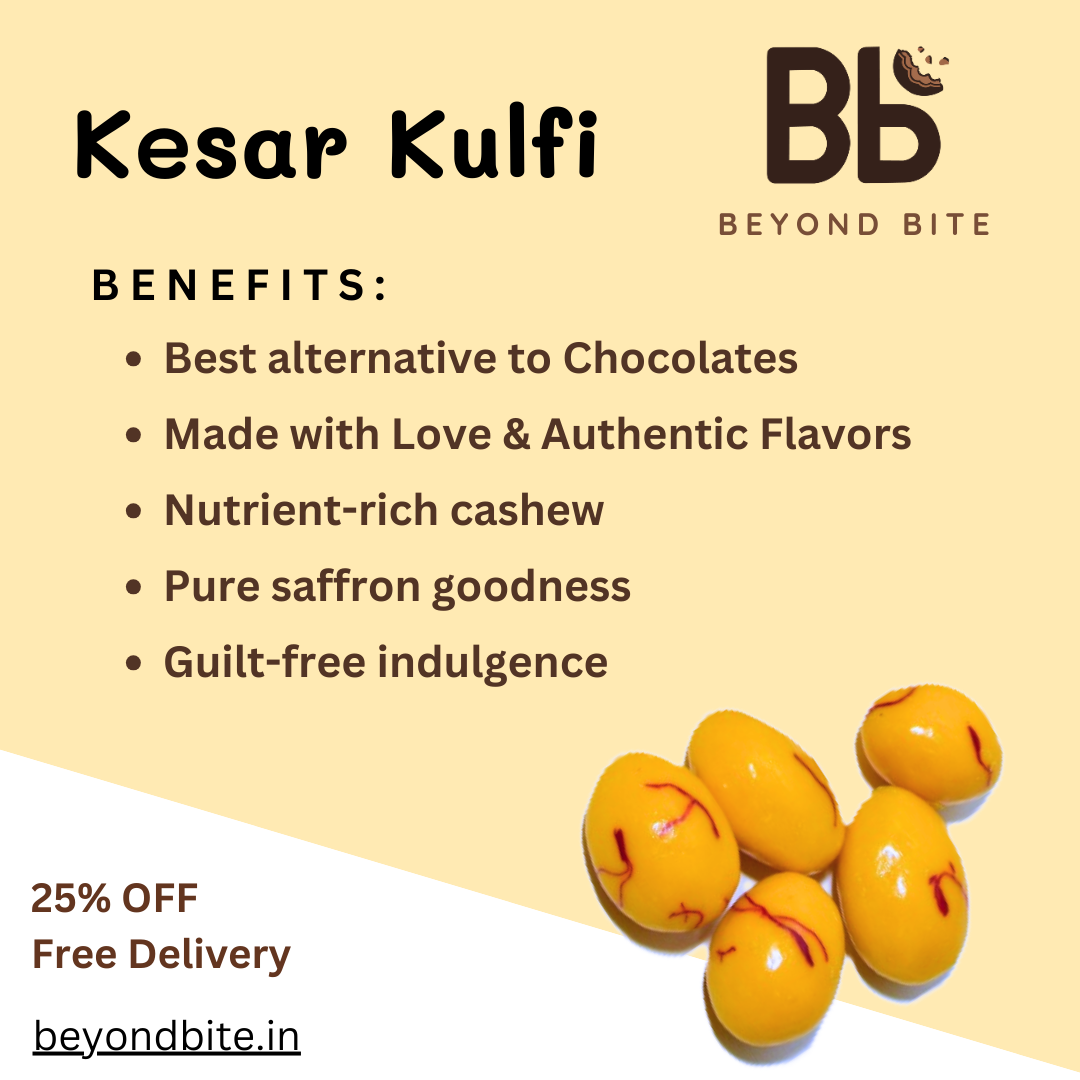 Kesar Kulfi
Bb
BEYOND BITE
BENEFITS:
• Best alternative to Chocolates
• Made with Love & Authentic Flavors
• Nutrient-rich cashew
• Pure saffron goodness
• Guilt-free indulgence
25% OFF
Free Delivery
beyondbite.in